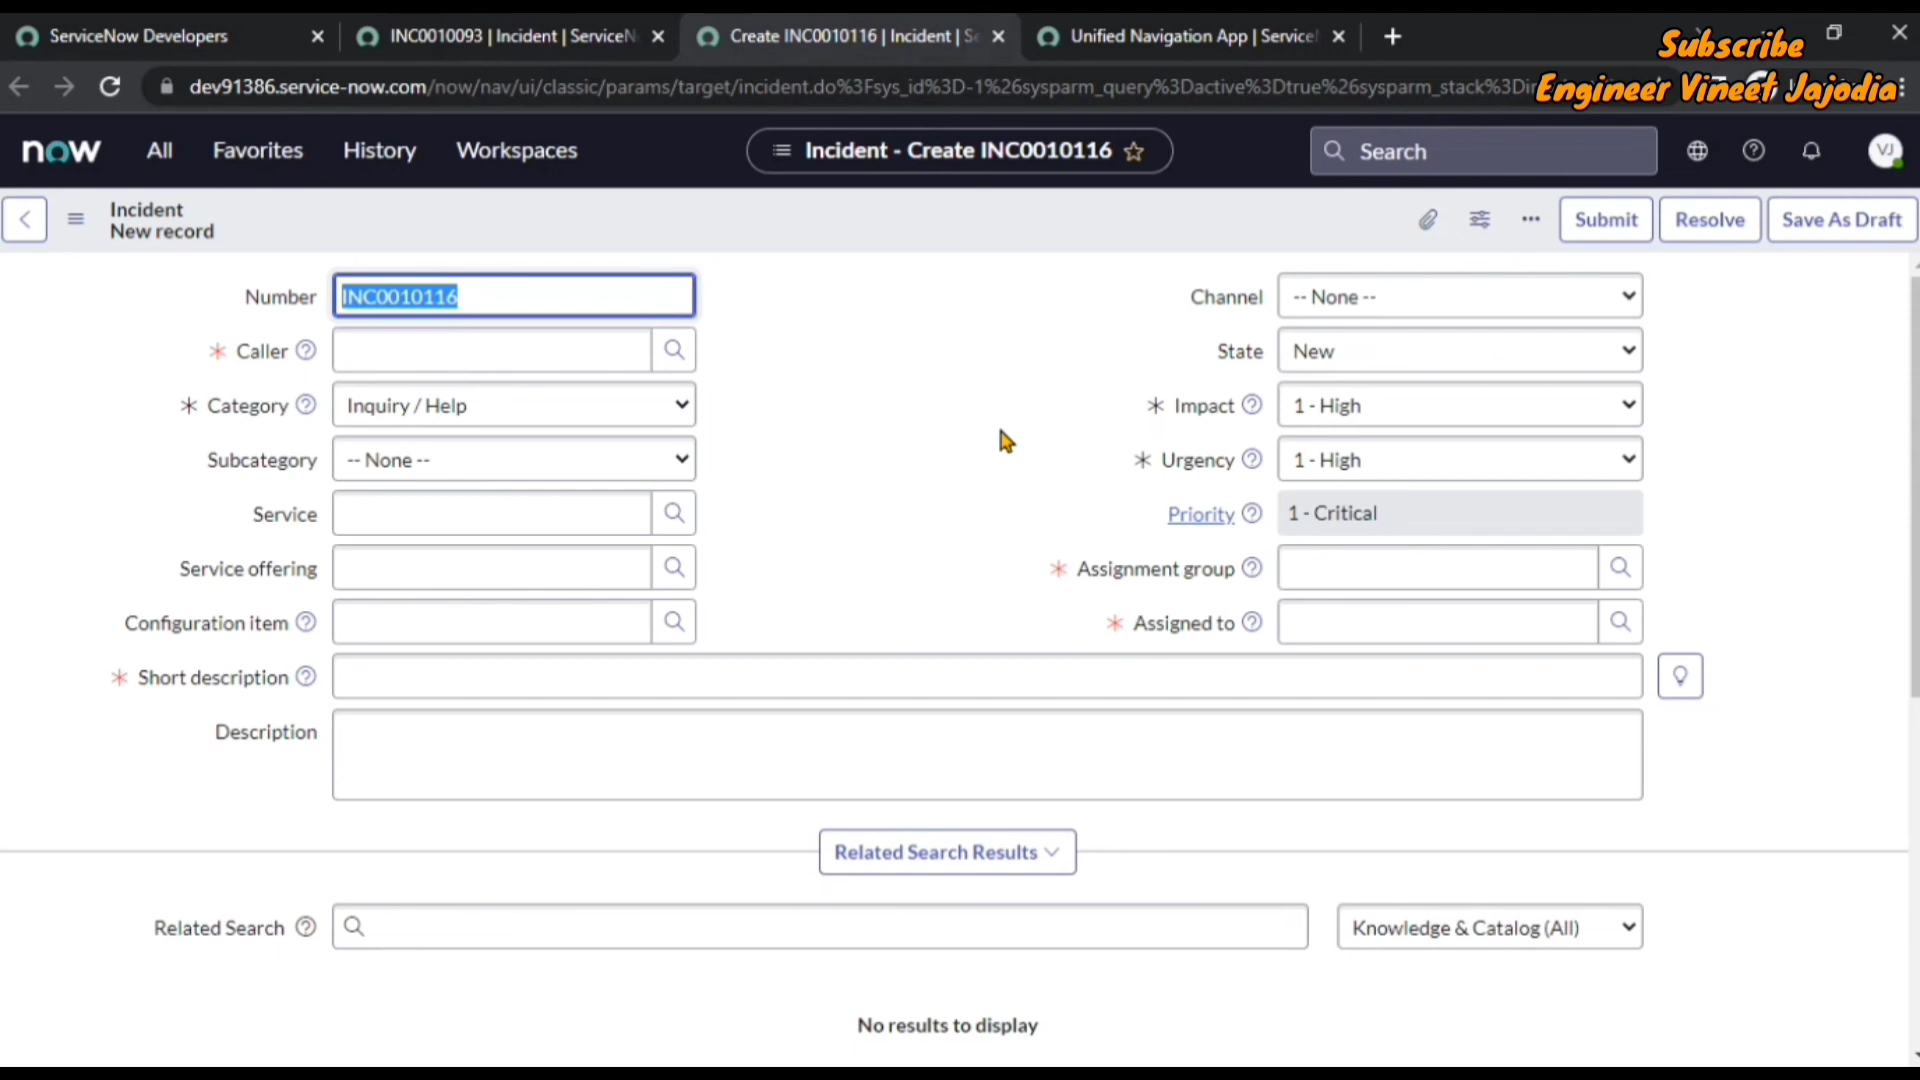 ServiceNow Developers
INC0010093 | Incident | ServiceN
Create INC0010116 | Incident | Se
Unified Navigation App | Service
Subscribe
Engineer Vineet Jajodia
dev91386.service-now.com/now/nav/ui/classic/params/target/incident.do%3Fsys_id%3D-1%26sysparm_query%3Dactive%3Dtrue%26sysparm_stack%3Din
now
All
Favorites
History
Workspaces
Incident - Create INC0010116
Search
VJ
Incident
New record
Submit
Resolve
Save As Draft
Number
INC0010116
Channel
-- None --
Caller
State
New
Category
Inquiry / Help
Impact
1 - High
Subcategory
-- None --
Urgency
1 - High
Service
Priority
1 - Critical
Service offering
Assignment group
Configuration item
Assigned to
Short description
Description
Related Search Results
Related Search
Knowledge & Catalog (All)
No results to display